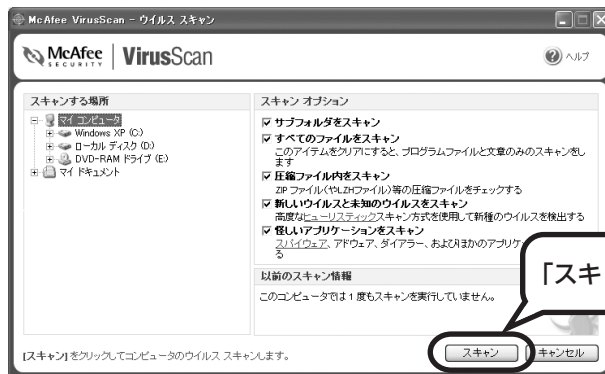 McAfee VirusScan - ウイルス スキャン
McAfee SECURITY | VirusScan
ヘルプ
スキャンする場所
マイ コンピュータ
Windows XP (C:)
ローカル ディスク (D:)
DVD-RAM ドライブ (E:)
マイ ドキュメント
スキャン オプション
サブフォルダをスキャン
すべてのファイルをスキャン
このアイテムをクリアにすると、プログラムファイルと文章のみのスキャンをし
ます
圧縮ファイル内をスキャン
ZIP ファイル(やLZHファイル)等の圧縮ファイルをチェックする
新しいウイルスと未知のウイルスをスキャン
高度なヒューリスティックスキャン方式を使用して新種のウイルスを検出する
怪しいアプリケーションをスキャン
スパイウェア、アドウェア、ダイアラー、およびほかのアプリケ
る
以前のスキャン情報
このコンピュータでは 1 度もスキャンを実行していません。
「スキ
[スキャン] をクリックしてコンピュータのウイルス スキャンします。
スキャン
キャンセル